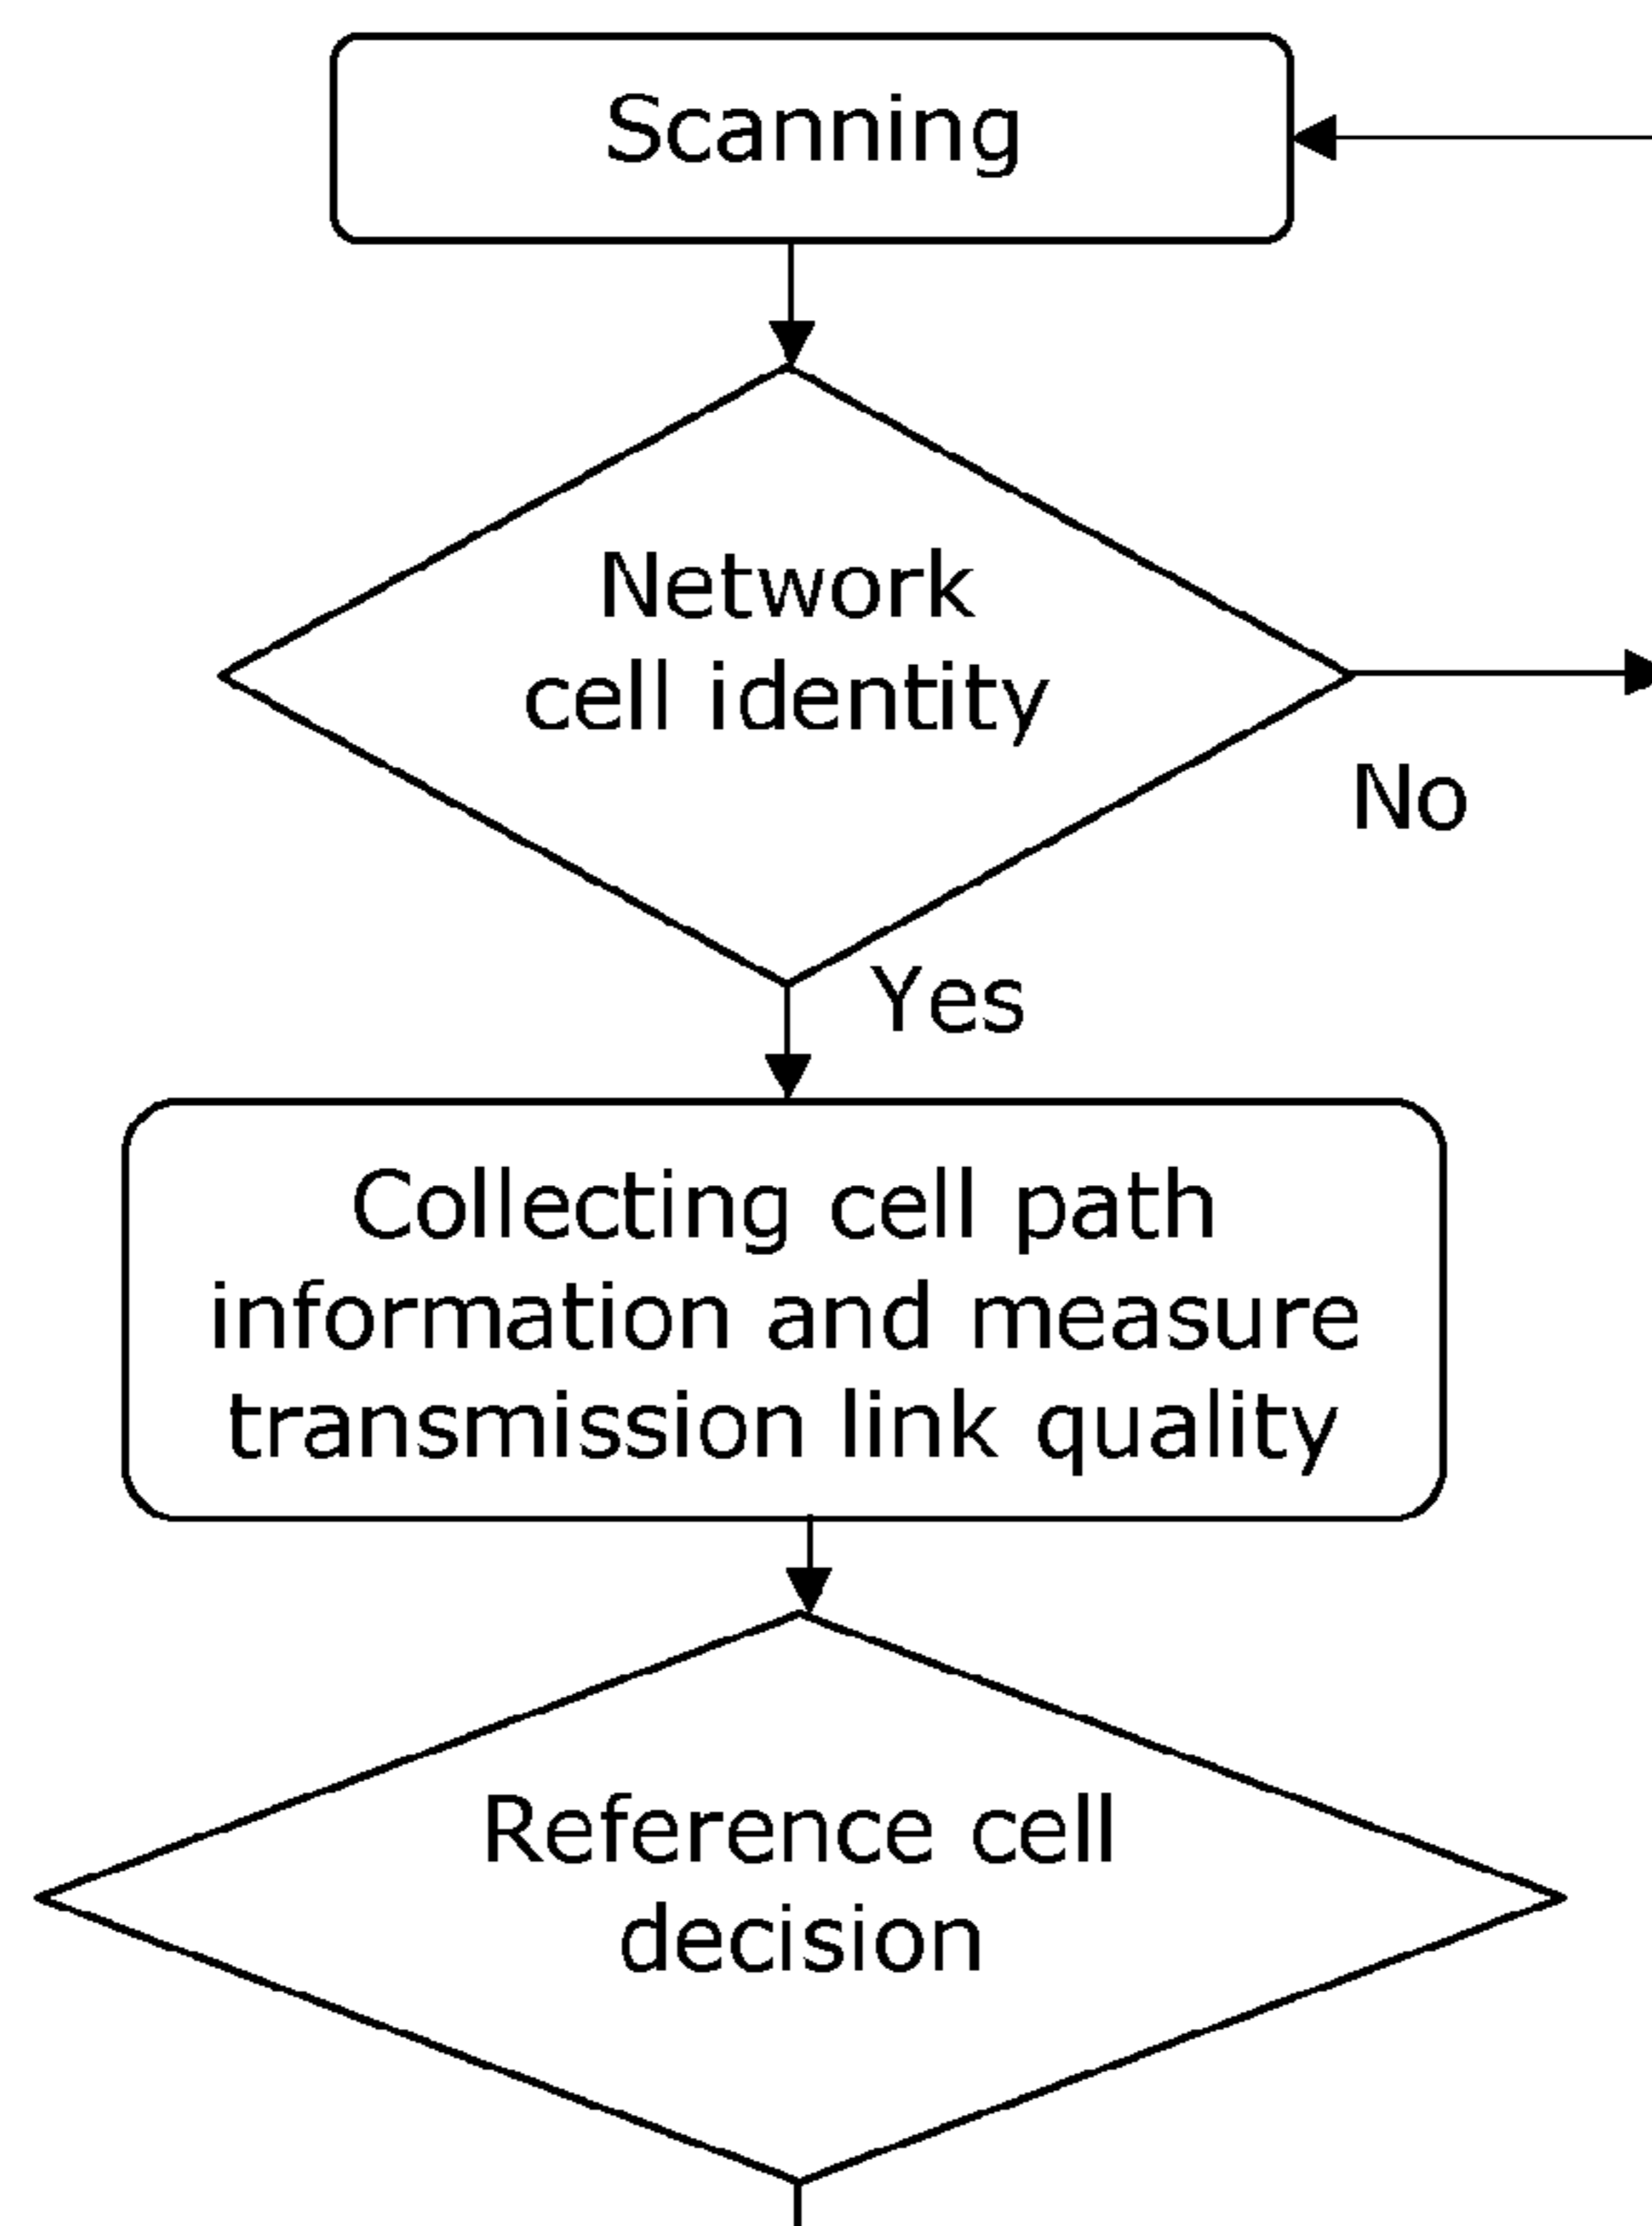 Scanning
Network
cell identity
No
Yes
Collecting cell path
information and measure
transmission link quality
Reference cell
decision